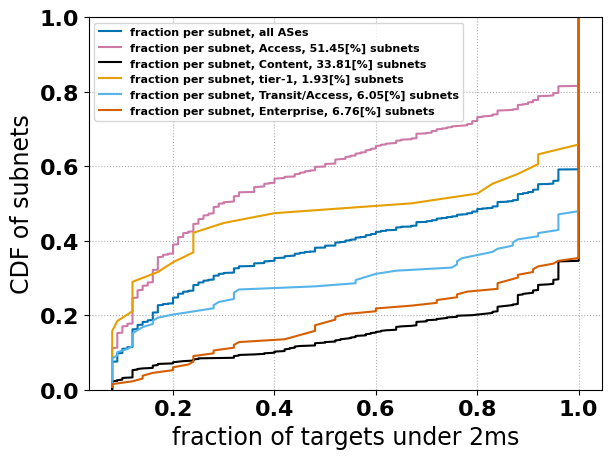 1.0
0.8
0.6
0.4
0.2
0.0
CDF of subnets
fraction per subnet, all ASes
fraction per subnet, Access, 51.45[%] subnets
fraction per subnet, Content, 33.81[%] subnets
fraction per subnet, tier-1, 1.93[%] subnets
fraction per subnet, Transit/Access, 6.05[%] subnets
fraction per subnet, Enterprise, 6.76[%] subnets
0.2 0.4 0.6 0.8 1.0
fraction of targets under 2ms